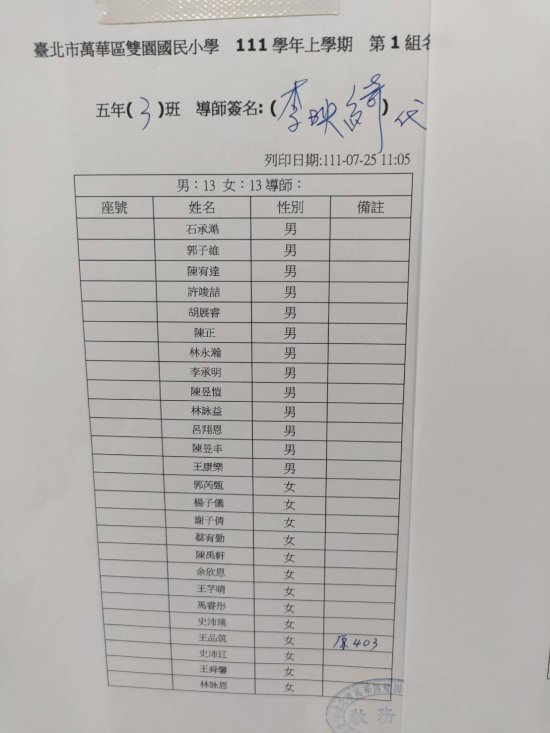 臺北市萬華區雙園國民小學 111 學年上學期 第 1 組名
五年(3)班 導師簽名:(李映 代
列印日期:111-07-25 11:05
男:13 女:13 導師:
座號 姓名 性別 備註
石承澔 男
郭子維 男
陳宥達 男
許竣喆 男
胡展睿 男
陳正 男
林永瀚 男
李承明 男
陳昱愷 男
林詠益 男
呂翔恩 男
陳昱丰 男
王康樂 男
郭芮甄 女
楊子儀 女
謝子倩 女
蔡宥勤 女
陳禹軒 女
余欣恩 女
王芓晴 女
馬睿彤 女
史沛璄 女
王品筑 女 原403
史沛玒 女
王舜馨 女
林詠恩 女
教務